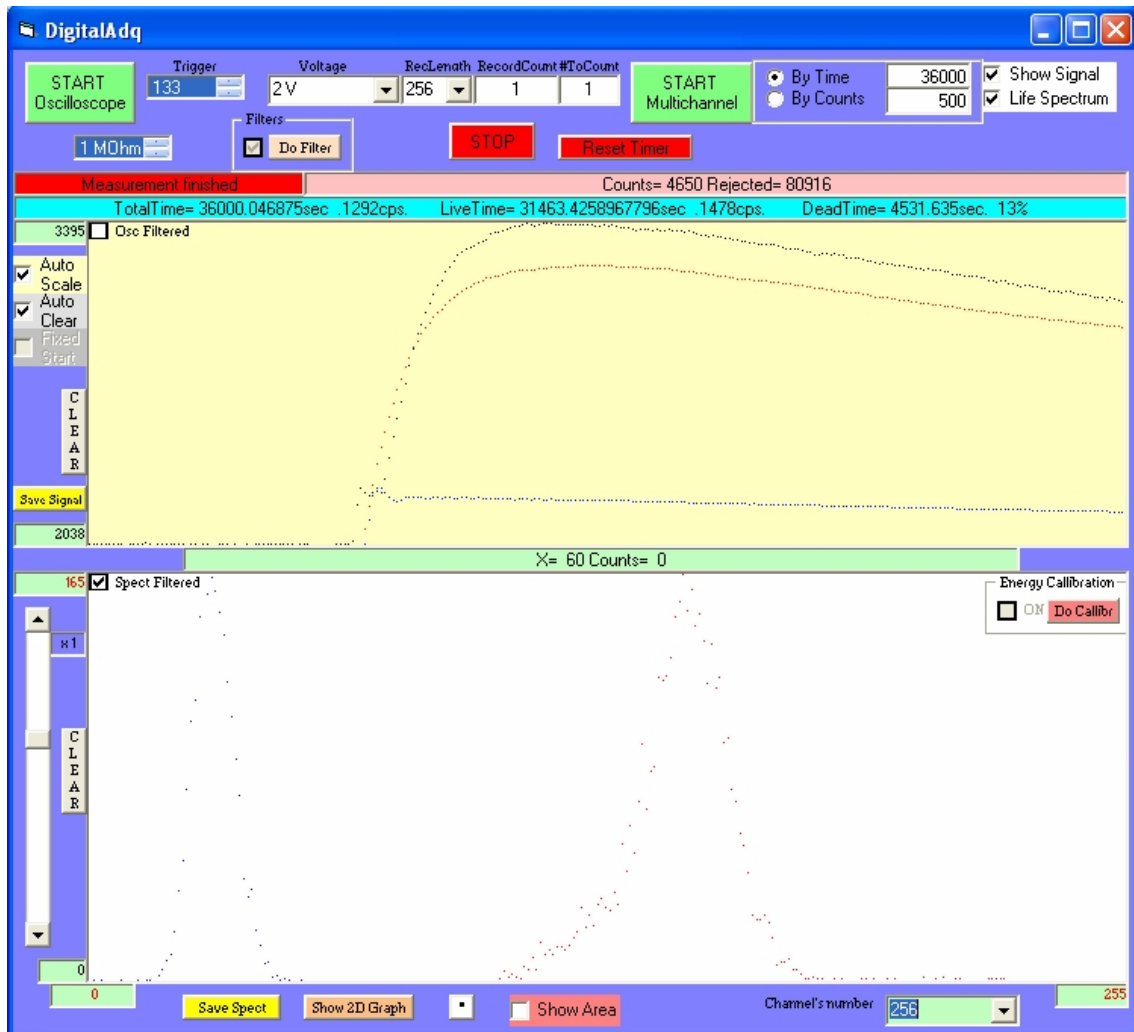 DigitalAdq
START Oscilloscope
Trigger
133
Voltage
2 V
RecLength RecordCount #ToCount
256 1 1
START Multichannel
By Time 36000
By Counts 500
Show Signal
Life Spectrum
1 MOhm
Filters
Do Filter
STOP
Reset Timer
Measurement finished
Counts= 4650 Rejected= 80916
TotalTime= 36000.046875sec .1292cps. LiveTime= 31463.4258967796sec .1478cps. DeadTime= 4531.635sec. 13%
3395
Osc Filtered
Auto
Scale
Auto
Clear
Fixed
Start
C
L
E
A
R
Save Signal
2038
X= 60 Counts= 0
165
Spect Filtered
Energy Callibration
ON Do Callibr
x1
C
L
E
A
R
0
0
255
Save Spect
Show 2D Graph
Show Area
Channel's number
256